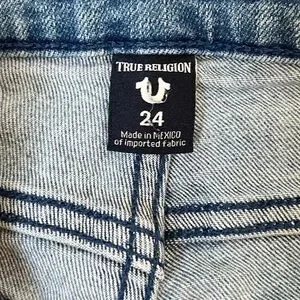 TRUE RELIGION
24
Made in MEXICO
of imported fabric